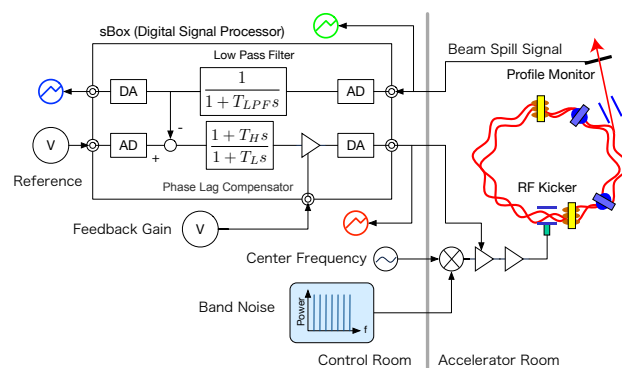 sBox (Digital Signal Processor)
Low Pass Filter
Beam Spill Signal
Profile Monitor
DA
1
1 + T_{LPF}s
AD
V
AD
-
+
1 + T_H s
1 + T_L s
DA
Reference
Phase Lag Compensator
RF Kicker
Feedback Gain
V
Center Frequency
Band Noise
Power
f
Control Room
Accelerator Room